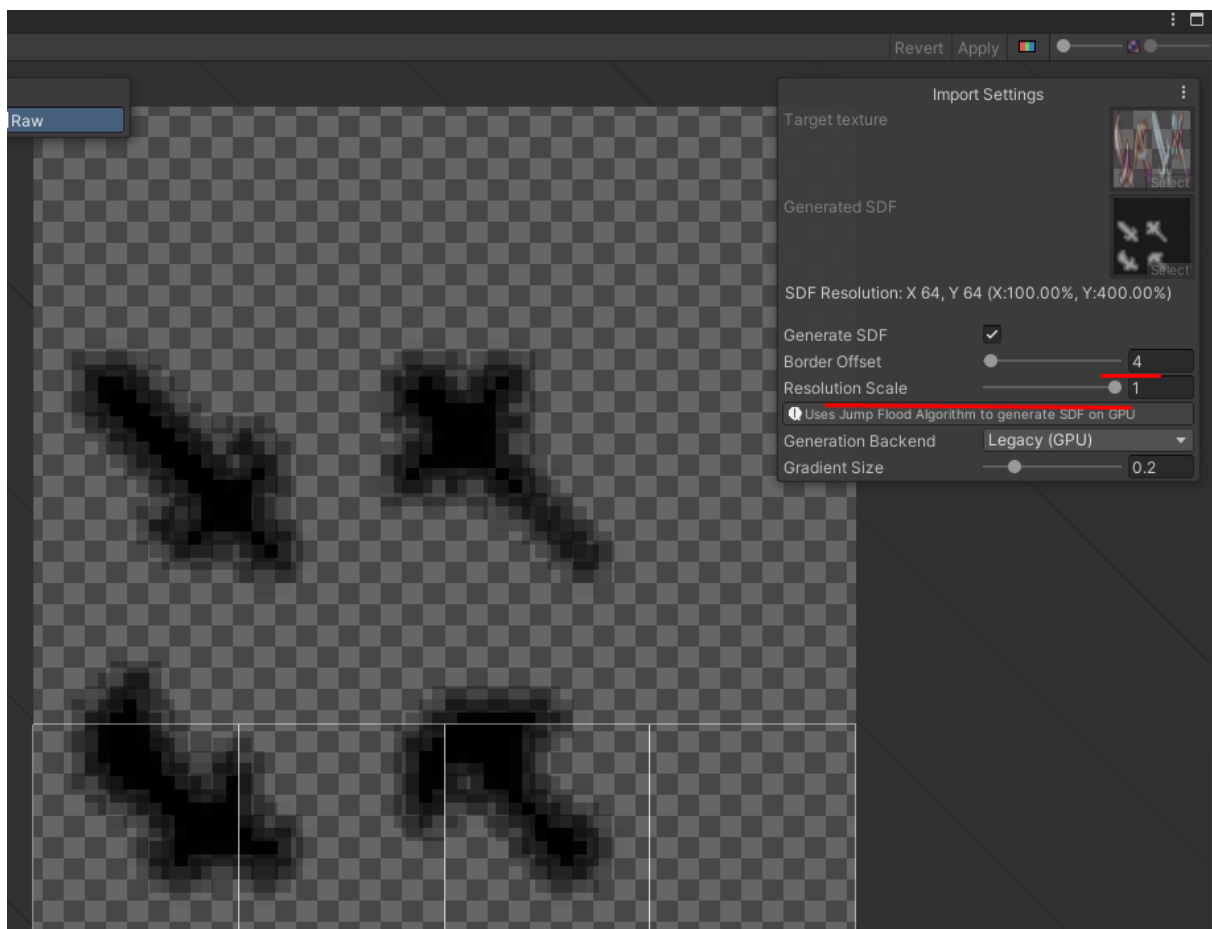 Revert Apply
Import Settings
Raw
Target texture
Select
Generated SDF
Select
SDF Resolution: X 64, Y 64 (X:100.00%, Y:400.00%)
Generate SDF
Border Offset 4
Resolution Scale 1
Uses Jump Flood Algorithm to generate SDF on GPU
Generation Backend Legacy (GPU)
Gradient Size 0.2